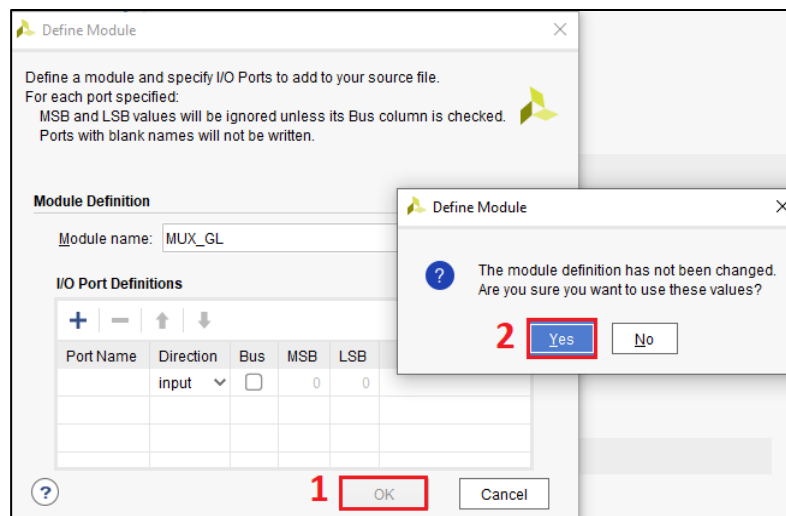 Define Module
Define a module and specify I/O Ports to add to your source file.
For each port specified:
MSB and LSB values will be ignored unless its Bus column is checked.
Ports with blank names will not be written.
Module Definition
Module name: MUX_GL
I/O Port Definitions
Port Name Direction Bus MSB LSB
input 0 0
? 1 OK Cancel
Define Module
? The module definition has not been changed.
Are you sure you want to use these values?
2 Yes No